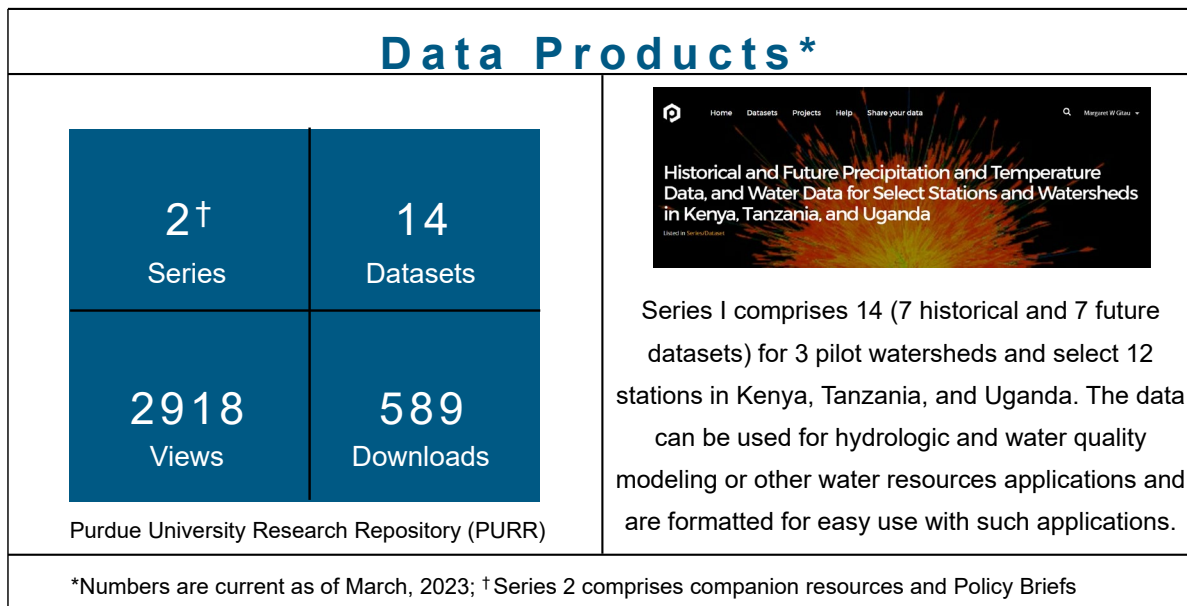 Data Products*
2†
Series
14
Datasets
2918
Views
589
Downloads
Purdue University Research Repository (PURR)
Home Datasets Projects Help Share your data Margaret W Gitau
Historical and Future Precipitation and Temperature
Data, and Water Data for Select Stations and Watersheds
in Kenya, Tanzania, and Uganda
Listed in Series/Dataset
Series I comprises 14 (7 historical and 7 future
datasets) for 3 pilot watersheds and select 12
stations in Kenya, Tanzania, and Uganda. The data
can be used for hydrologic and water quality
modeling or other water resources applications and
are formatted for easy use with such applications.
*Numbers are current as of March, 2023; †Series 2 comprises companion resources and Policy Briefs